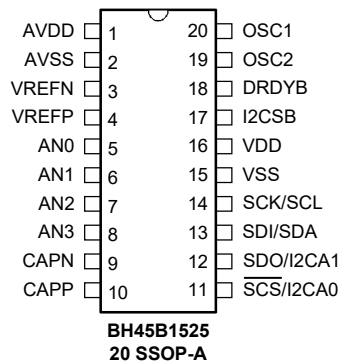 AVDD 1 20 OSC1
AVSS 2 19 OSC2
VREFN 3 18 DRDYB
VREFP 4 17 I2CSB
AN0 5 16 VDD
AN1 6 15 VSS
AN2 7 14 SCK/SCL
AN3 8 13 SDI/SDA
CAPN 9 12 SDO/I2CA1
CAPP 10 11 SCS/I2CA0
BH45B1525
20 SSOP-A